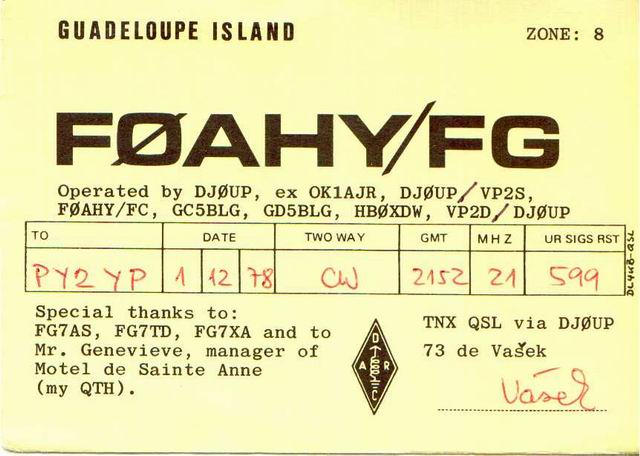 GUADELOUPE ISLAND
ZONE: 8
FØAHY/FG
Operated by DJØUP, ex OK1AJR, DJØUP/VP2S,
FØAHY/FC, GC5BLG, GD5BLG, HBØXDW, VP2D/DJØUP
TO DATE TWO WAY GMT MHZ UR SIGS RST
PY2YP 1 12 78 CW 2152 21 599
DL4KB-QSL
Special thanks to:
FG7AS, FG7TD, FG7XA and to
Mr. Genevieve, manager of
Motel de Sainte Anne
(my QTH).
D
A R
C
TNX QSL via DJØUP
73 de Vašek
Vašek